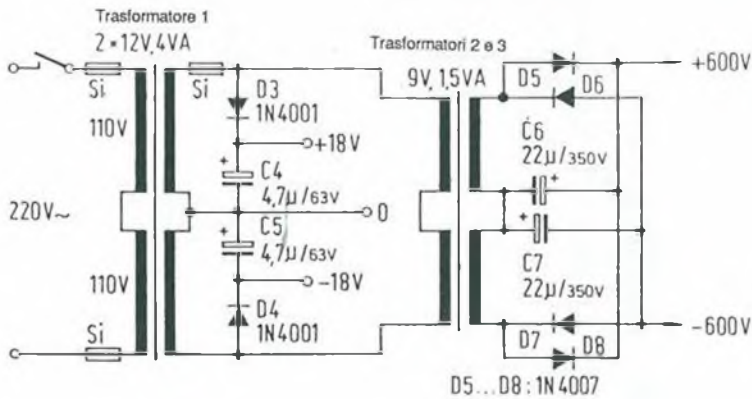 Trasformatore 1
2 × 12V, 4VA
Trasformatori 2 e 3
9V, 1,5VA
+600V
Si
Si
D3
1N4001
D5
D6
110V
+18V
C6
22µ/350V
+
+
C4
4,7µ/63V
220V~
0
+
C5
4,7µ/63V
+
C7
22µ/350V
110V
-18V
D4
1N4001
-600V
D7
D8
Si
D5...D8 : 1N4007